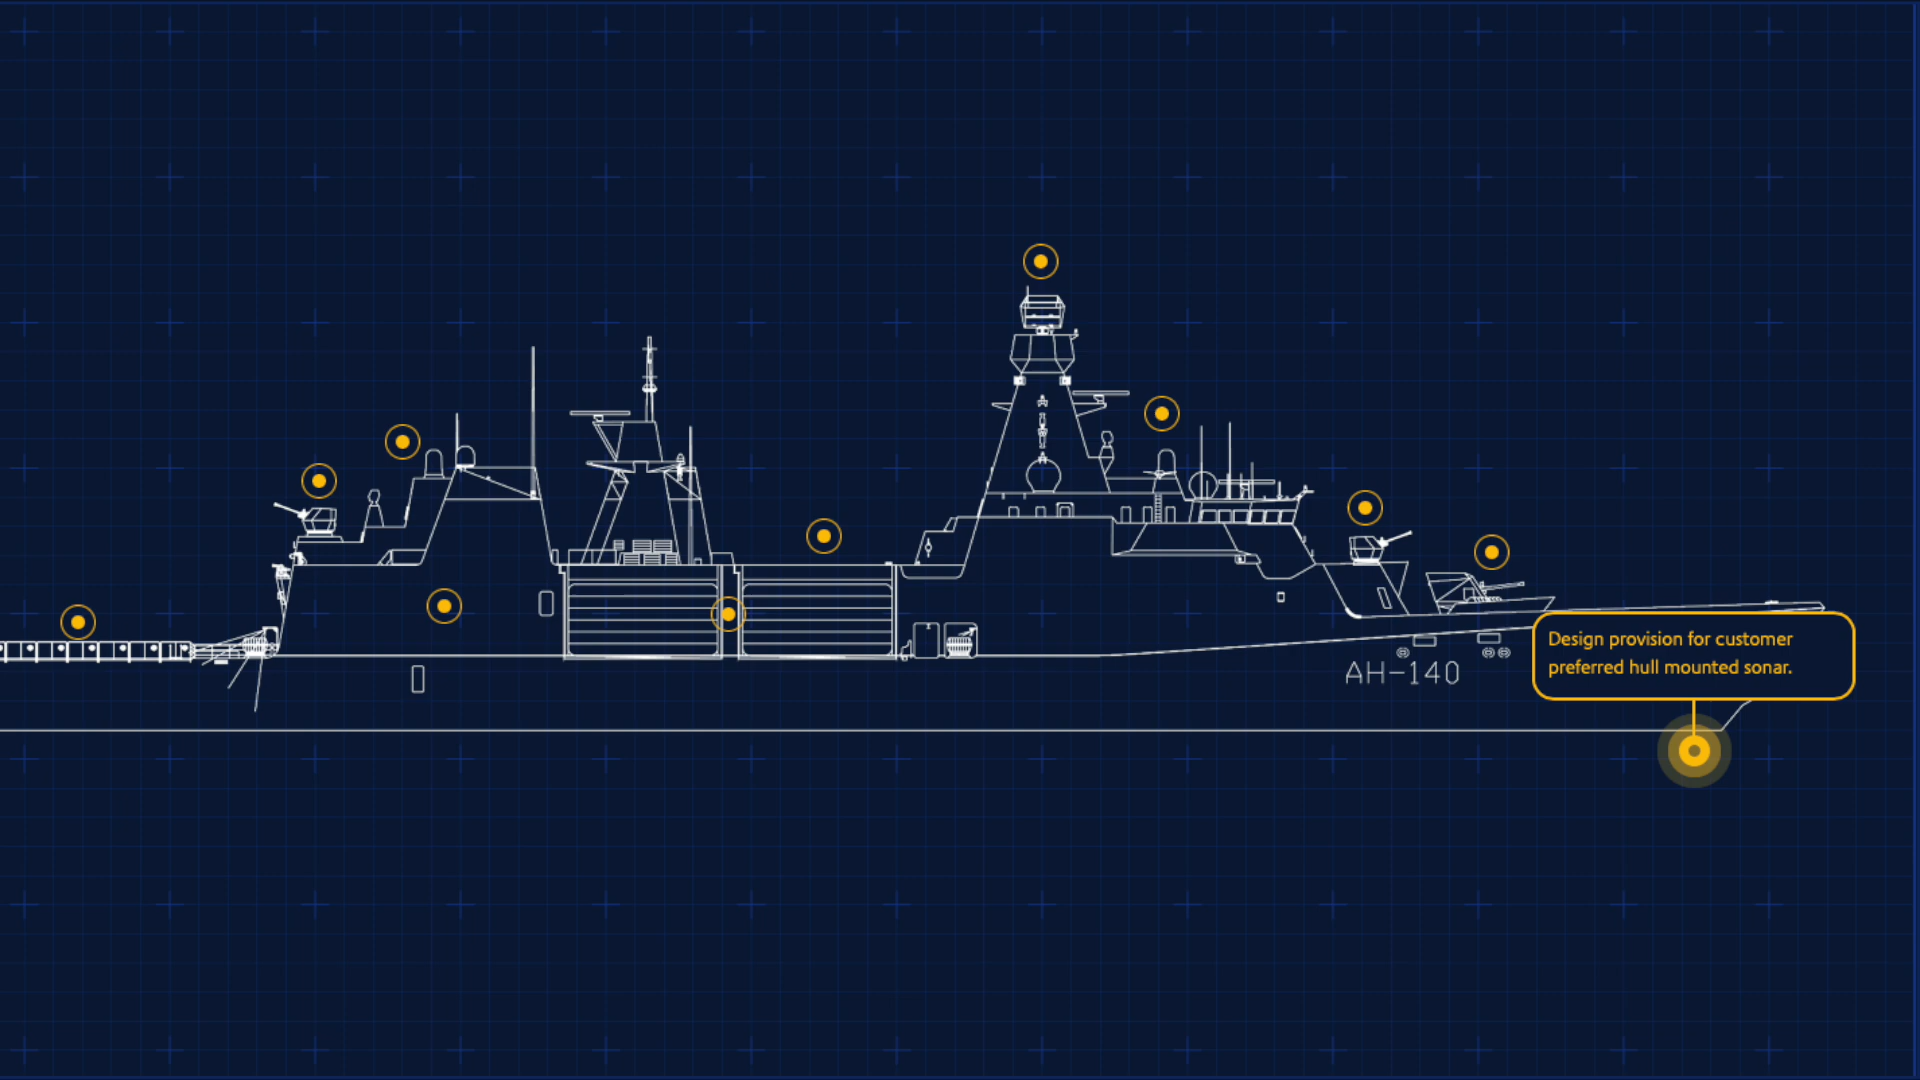 Design provision for customer
preferred hull mounted sonar.
AH-140